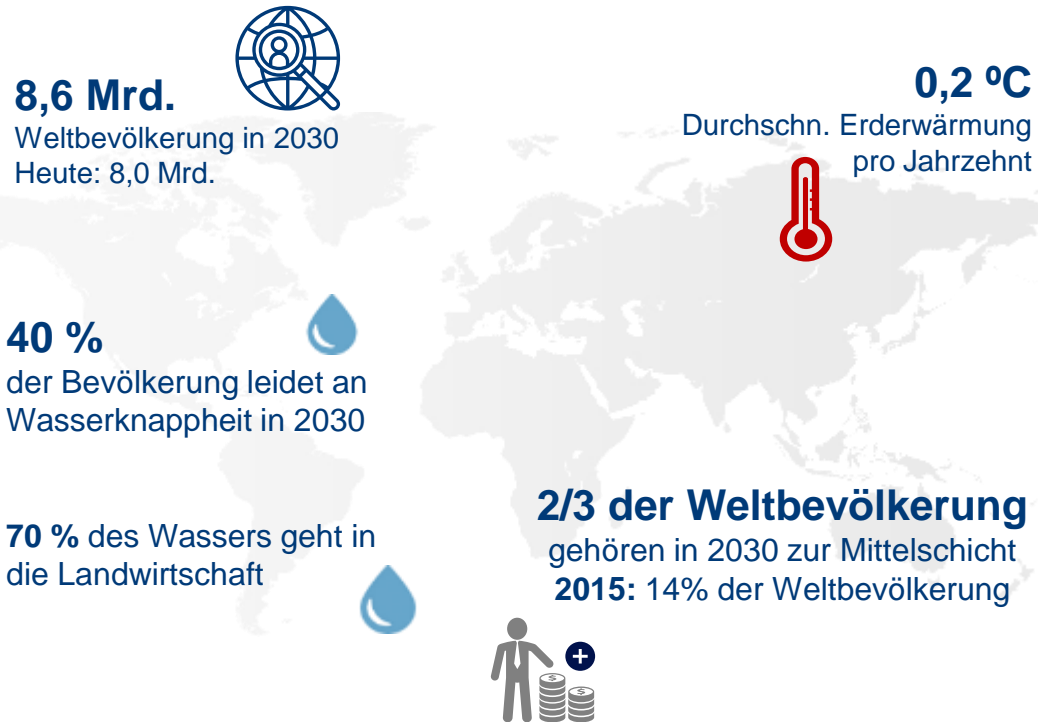 8,6 Mrd.
Weltbevölkerung in 2030
Heute: 8,0 Mrd.
0,2 ºC
Durchschn. Erderwärmung
pro Jahrzehnt
40 %
der Bevölkerung leidet an
Wasserknappheit in 2030
70 % des Wassers geht in
die Landwirtschaft
2/3 der Weltbevölkerung
gehören in 2030 zur Mittelschicht
2015: 14% der Weltbevölkerung
+
$
$